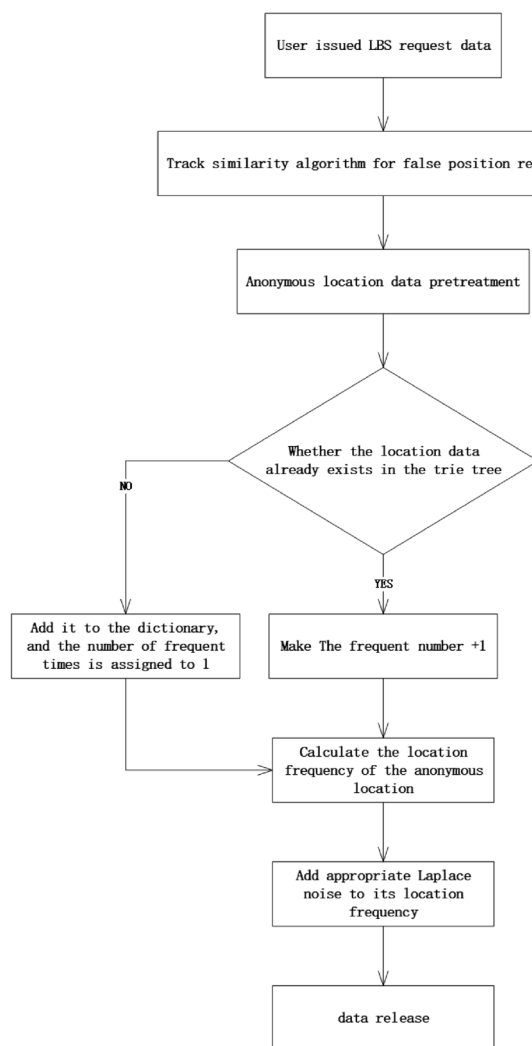 User issued LBS request data
Track similarity algorithm for false position re
Anonymous location data pretreatment
Whether the location data
already exists in the trie tree
NO
YES
Add it to the dictionary,
and the number of frequent
times is assigned to 1
Make The frequent number +1
Calculate the location
frequency of the anonymous
location
Add appropriate Laplace
noise to its location
frequency
data release